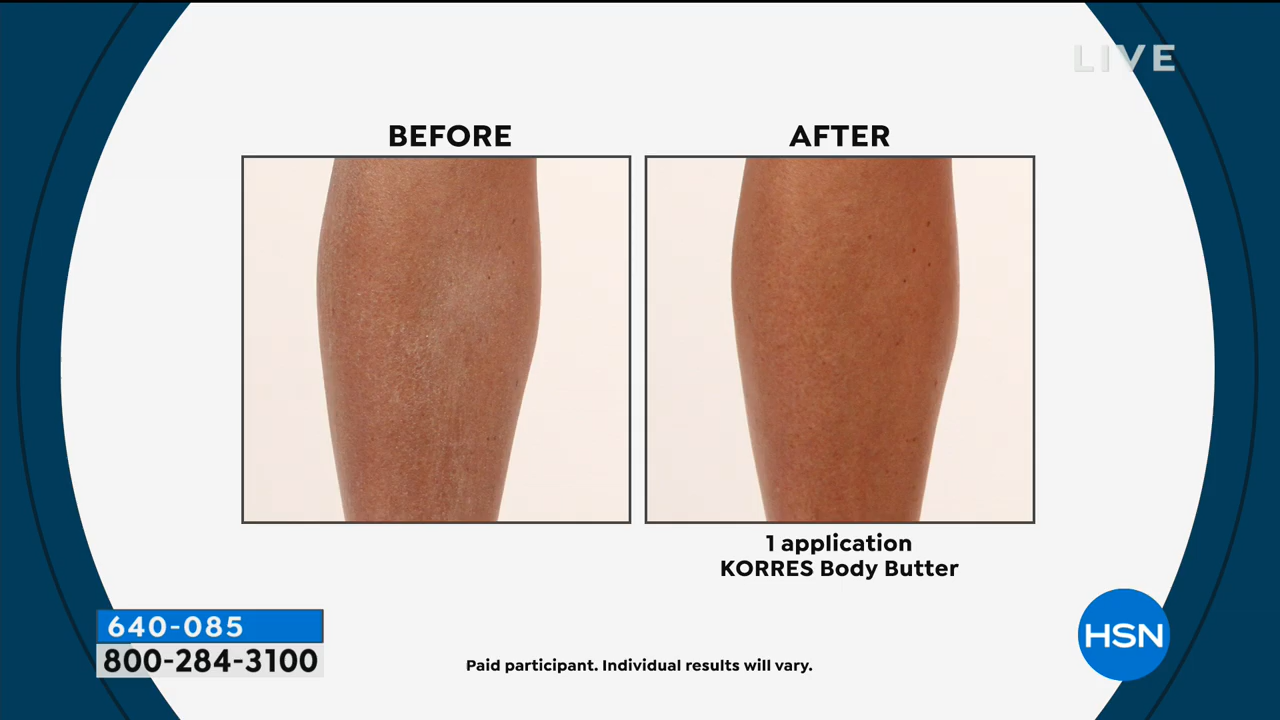 LIVE
BEFORE
AFTER
1 application
KORRES Body Butter
640-085
800-284-3100
Paid participant. Individual results will vary.
HSN